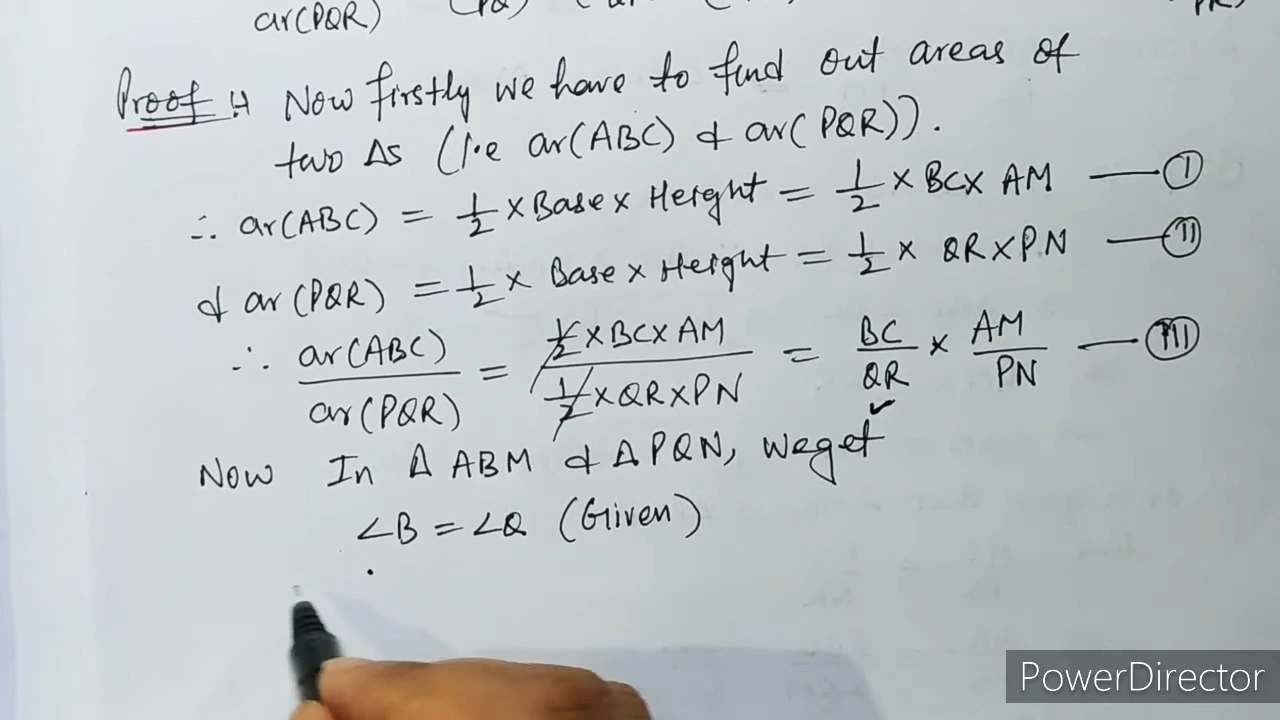 ar(PQR) (PQ) PR)
Proof :- Now firstly we have to find out areas of
two Δs (i.e ar(ABC) & ar(PQR)).
∴ ar(ABC) = 1/2 × Base × Height = 1/2 × BC × AM — (I)
& ar(PQR) = 1/2 × Base × Height = 1/2 × QR × PN — (II)
∴ ar(ABC)/ar(PQR) = (1/2 × BC × AM)/(1/2 × QR × PN) = BC/QR × AM/PN — (III)
Now In Δ ABM & Δ PQN, we get
∠B = ∠Q (Given)
PowerDirector